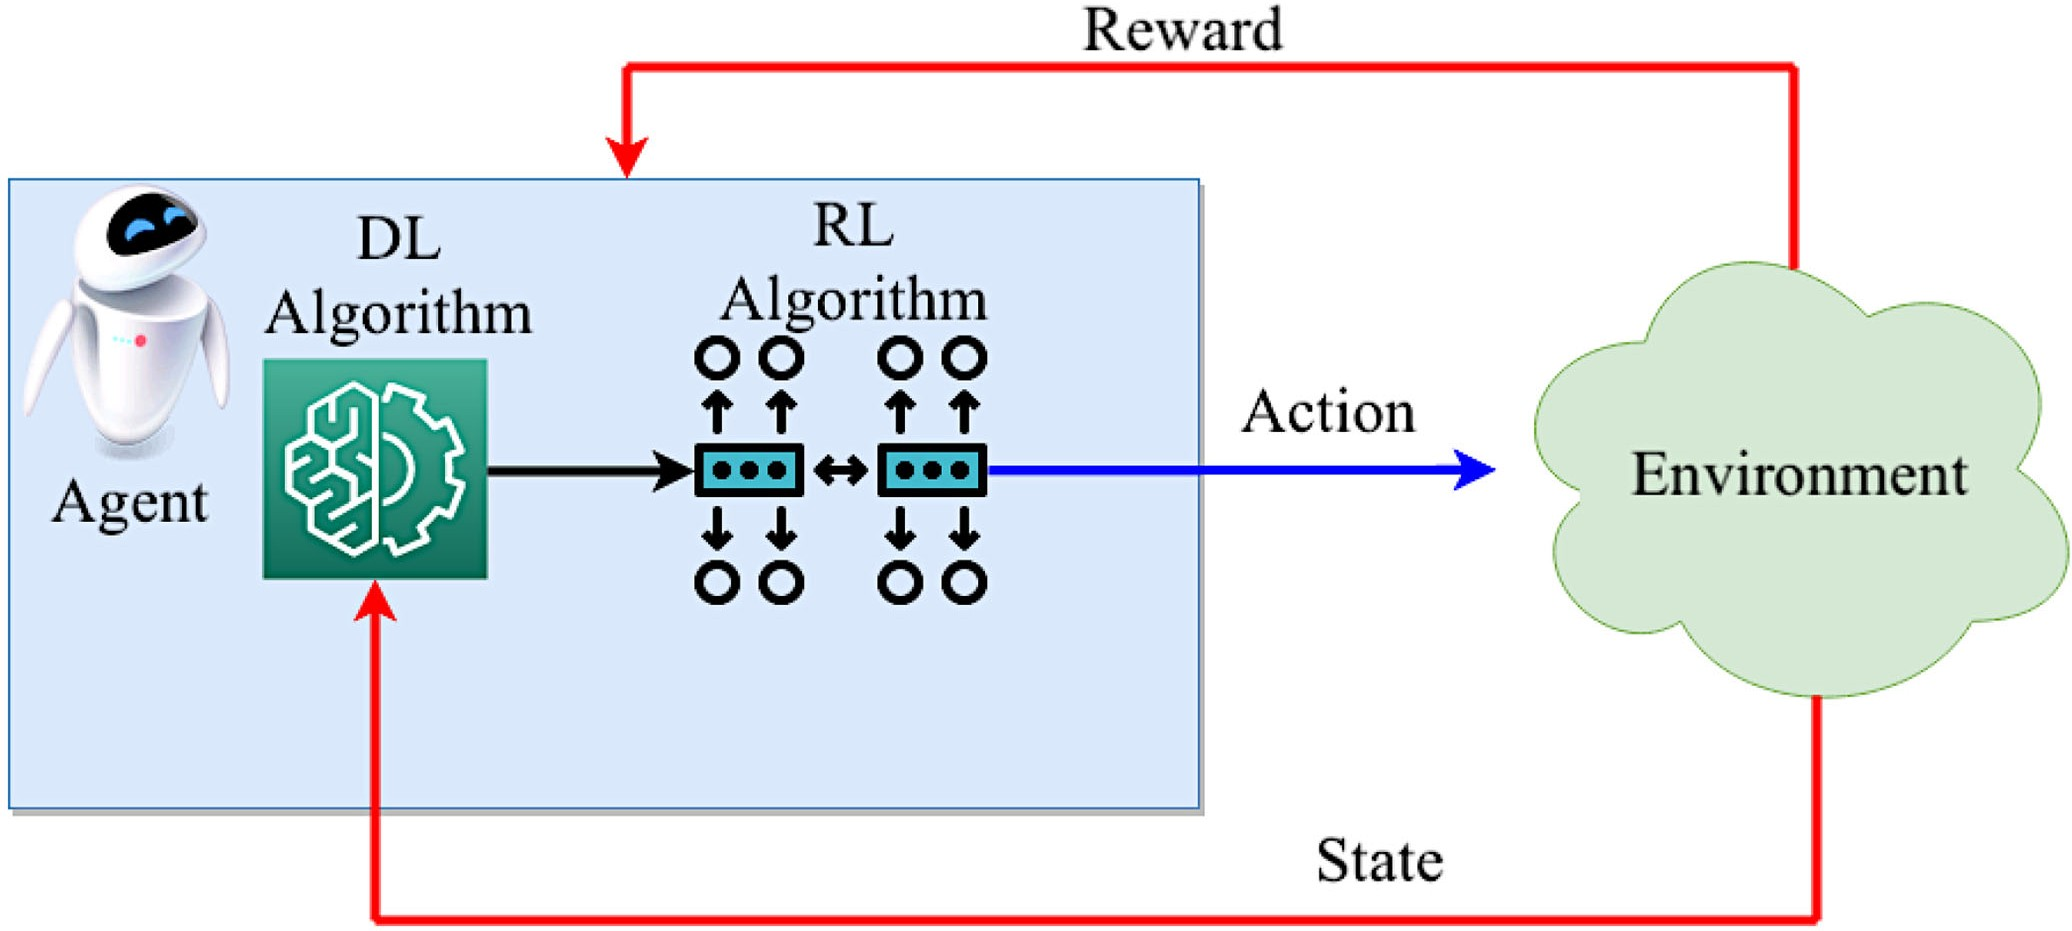 Reward
DL
Algorithm
RL
Algorithm
Agent
Action
Environment
State